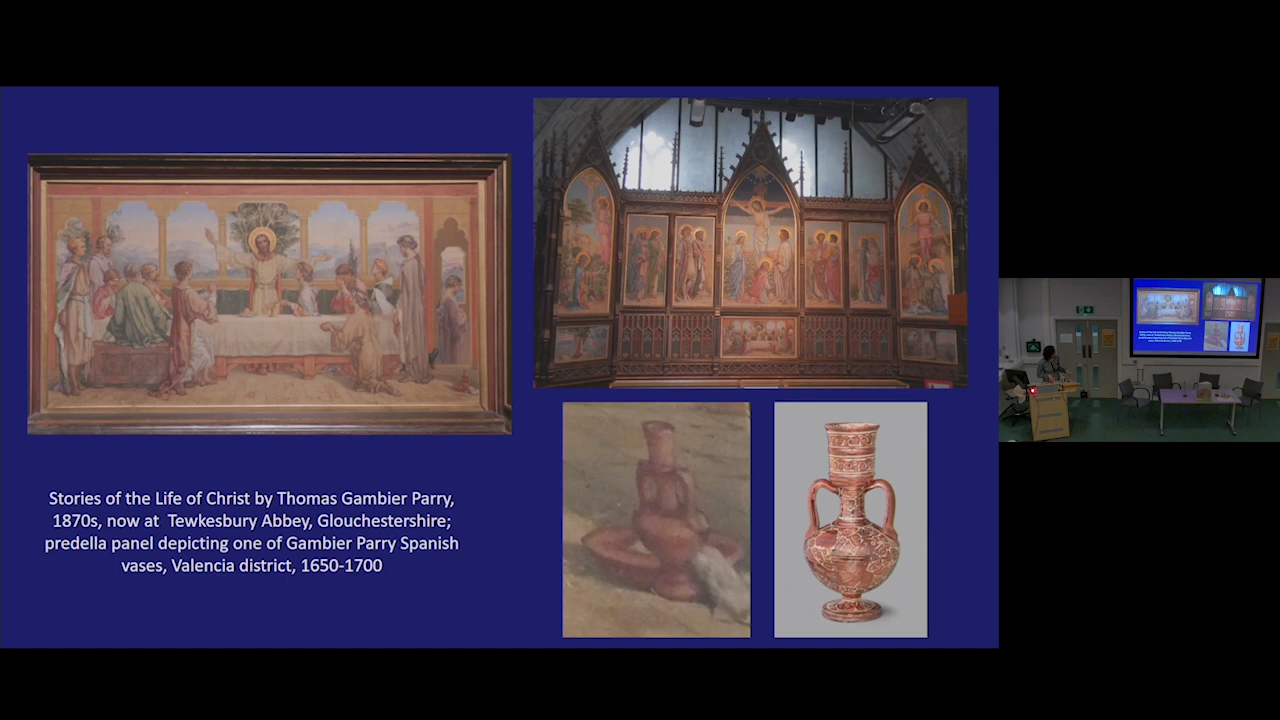 Stories of the Life of Christ by Thomas Gambier Parry,
1870s, now at Tewkesbury Abbey, Glouchestershire;
predella panel depicting one of Gambier Parry Spanish
vases, Valencia district, 1650-1700